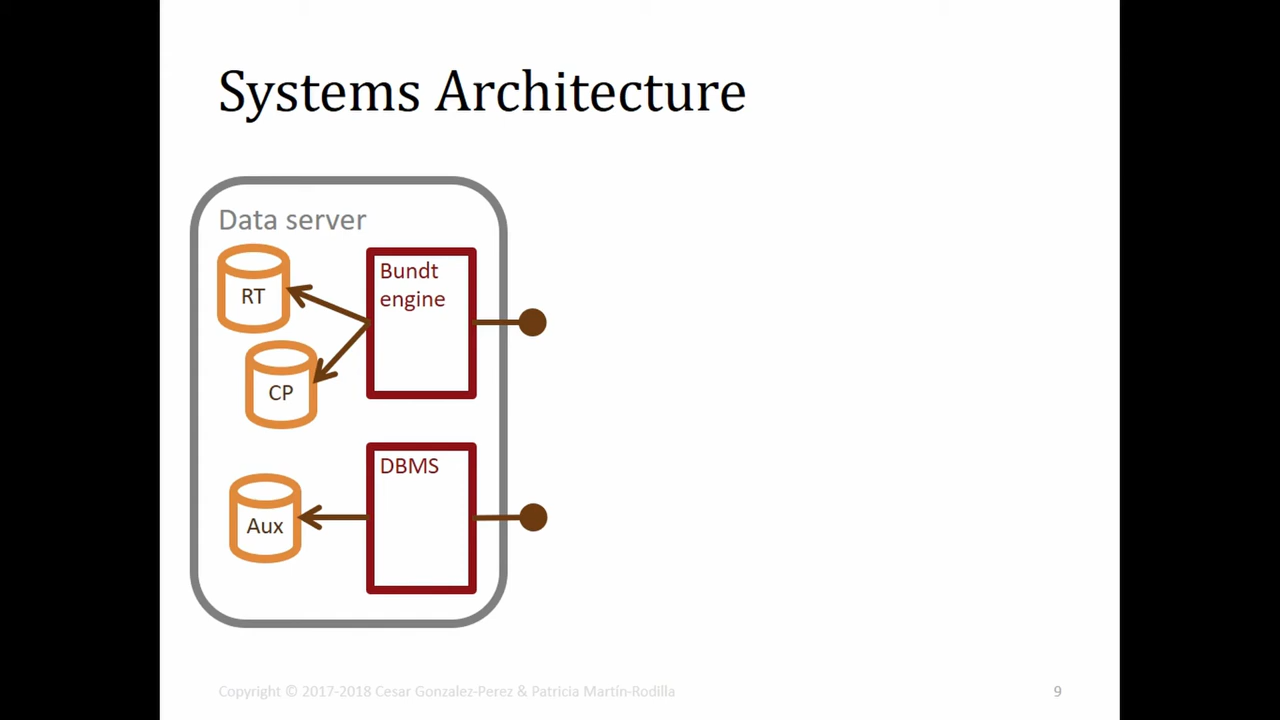 Systems Architecture
Data server
RT
Bundt
engine
CP
DBMS
Aux
Copyright © 2017-2018 Cesar Gonzalez-Perez & Patricia Martín-Rodilla
9